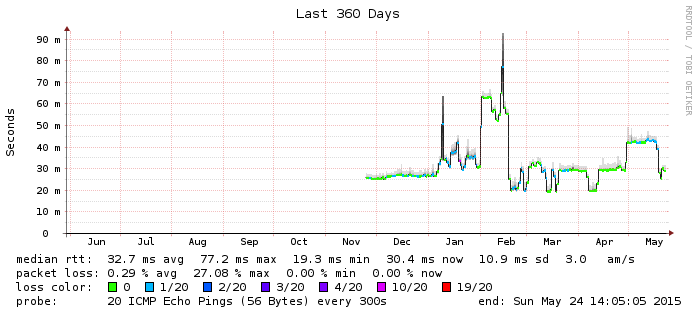 Last 360 Days
RRDTOOL / TOBI OETIKER
Seconds
90 m
80 m
70 m
60 m
50 m
40 m
30 m
20 m
10 m
0
Jun Jul Aug Sep Oct Nov Dec Jan Feb Mar Apr May
median rtt: 32.7 ms avg 77.2 ms max 19.3 ms min 30.4 ms now 10.9 ms sd 3.0 am/s
packet loss: 0.29 % avg 27.08 % max 0.00 % min 0.00 % now
loss color: 0 1/20 2/20 3/20 4/20 10/20 19/20
probe: 20 ICMP Echo Pings (56 Bytes) every 300s end: Sun May 24 14:05:05 2015